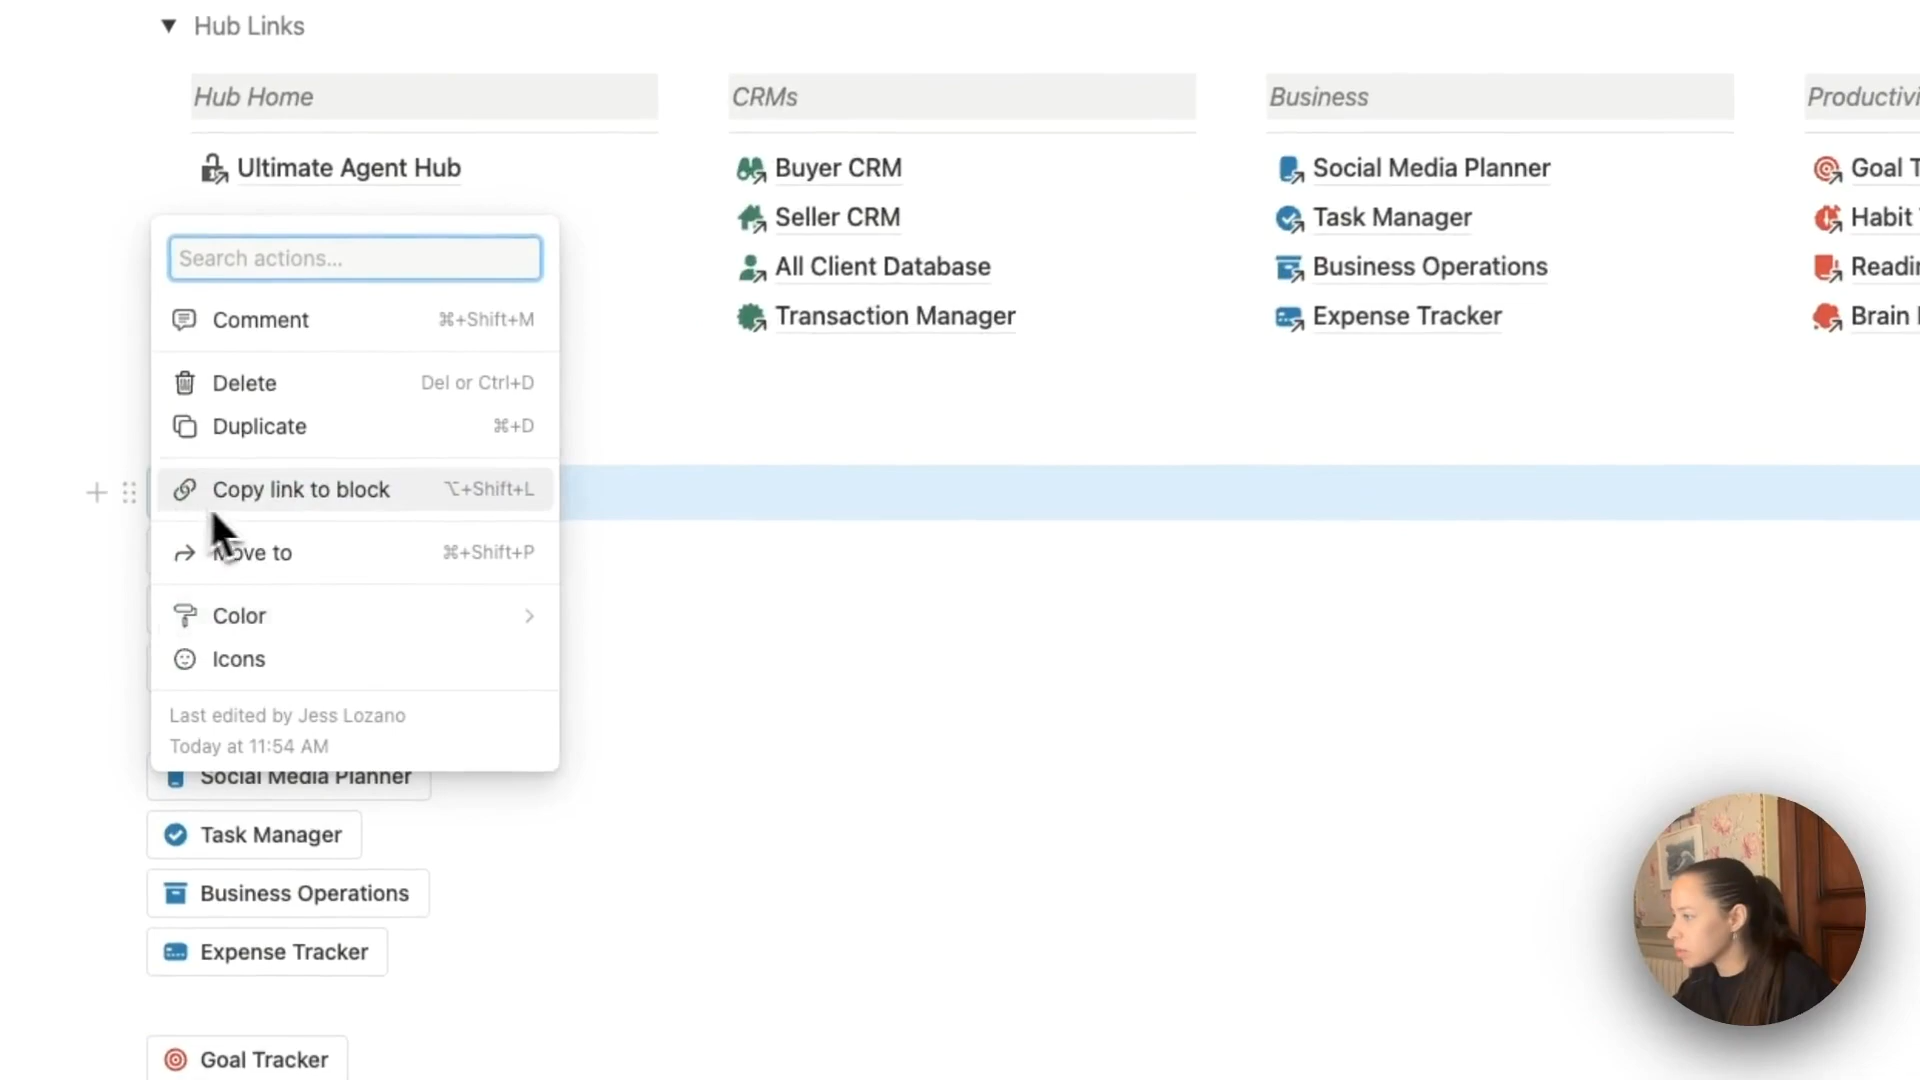 Hub Links
Hub Home
CRMs
Business
Ultimate Agent Hub
Buyer CRM
Social Media Planner
Goal T
Seller CRM
Task Manager
Habit
All Client Database
Business Operations
Transaction Manager
Expense Tracker
Brain
Search actions...
Comment ⌘+Shift+M
Delete Del or Ctrl+D
Duplicate ⌘+D
Copy link to block ⌥+Shift+L
Move to ⌘+Shift+P
Color
Icons
Last edited by Jess Lozano
Today at 11:54 AM
Social Media Planner
Task Manager
Business Operations
Expense Tracker
Goal Tracker